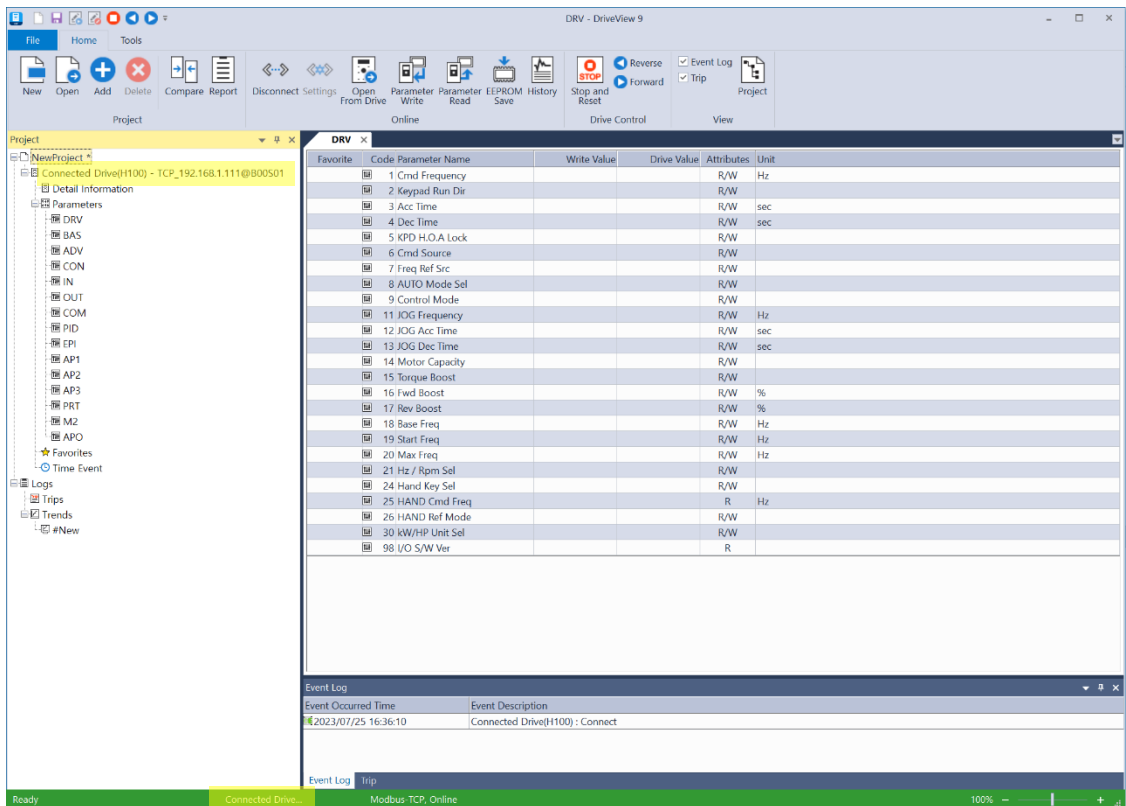 DRV - DriveView 9
File Home Tools
New Open Add Delete Compare Report Disconnect Settings Open From Drive Parameter Write Parameter Read EEPROM Save History STOP Stop and Reset Reverse Forward Event Log Trip Project
Project Online Drive Control View
Project
DRV
NewProject *
Connected Drive(H100) - TCP_192.168.1.111@B00S01
Detail Information
Parameters
DRV
BAS
ADV
CON
IN
OUT
COM
PID
EPI
AP1
AP2
AP3
PRT
M2
APO
Favorites
Time Event
Logs
Trips
Trends
#New
Favorite Code Parameter Name Write Value Drive Value Attributes Unit
1 Cmd Frequency R/W Hz
2 Keypad Run Dir R/W
3 Acc Time R/W sec
4 Dec Time R/W sec
5 KPD H.O.A Lock R/W
6 Cmd Source R/W
7 Freq Ref Src R/W
8 AUTO Mode Sel R/W
9 Control Mode R/W
11 JOG Frequency R/W Hz
12 JOG Acc Time R/W sec
13 JOG Dec Time R/W sec
14 Motor Capacity R/W
15 Torque Boost R/W
16 Fwd Boost R/W %
17 Rev Boost R/W %
18 Base Freq R/W Hz
19 Start Freq R/W Hz
20 Max Freq R/W Hz
21 Hz / Rpm Sel R/W
24 Hand Key Sel R/W
25 HAND Cmd Freq R Hz
26 HAND Ref Mode R/W
30 kW/HP Unit Sel R/W
98 I/O S/W Ver R
Event Log
Event Occurred Time Event Description
2023/07/25 16:36:10 Connected Drive(H100) : Connect
Event Log Trip
Ready Connected Drive... Modbus-TCP, Online 100%